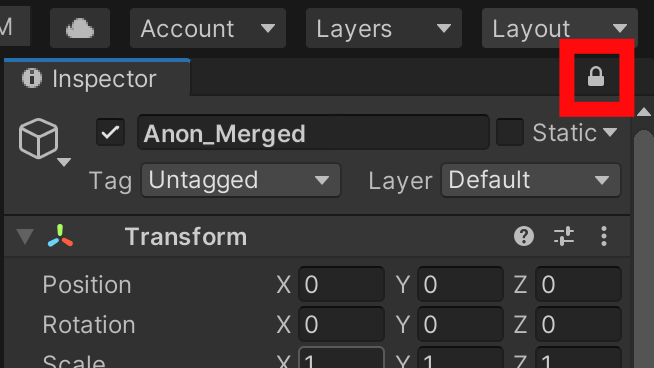 M Account Layers Layout
Inspector
Anon_Merged Static
Tag Untagged Layer Default
Transform
Position X 0 Y 0 Z 0
Rotation X 0 Y 0 Z 0
Scale X 1 Y 1 Z 1